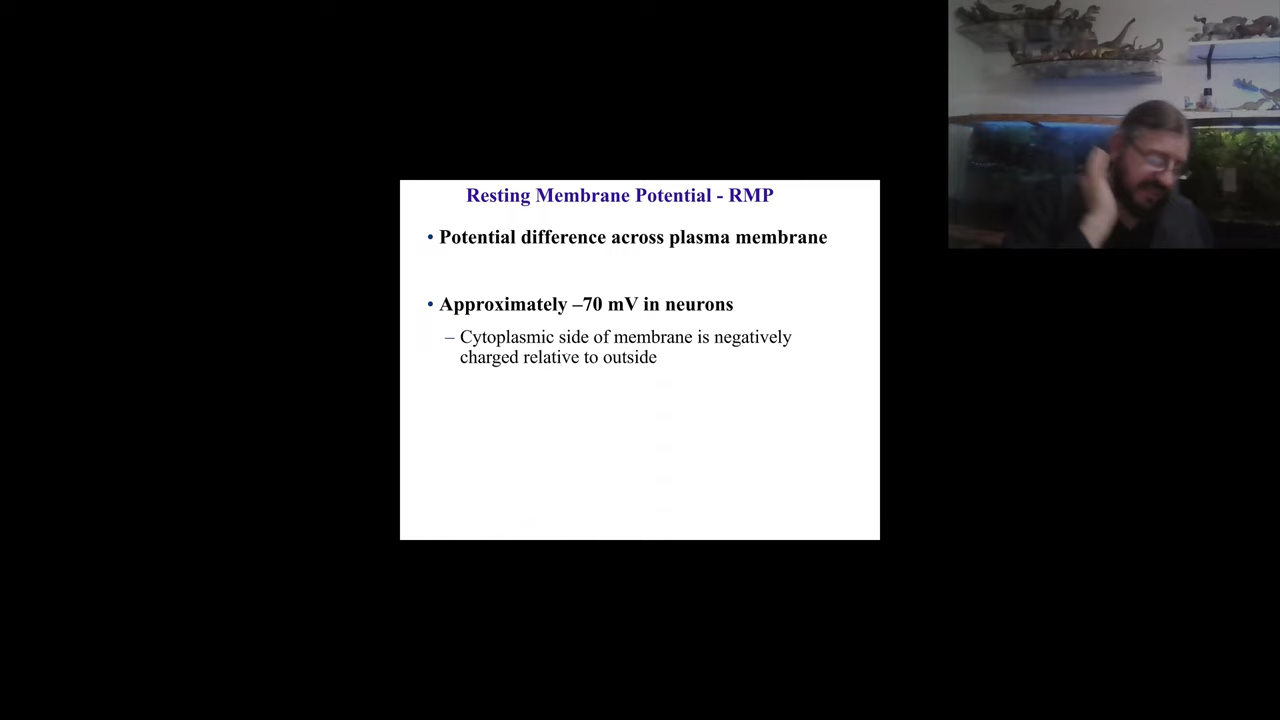 Resting Membrane Potential - RMP
• Potential difference across plasma membrane
• Approximately –70 mV in neurons
– Cytoplasmic side of membrane is negatively
charged relative to outside